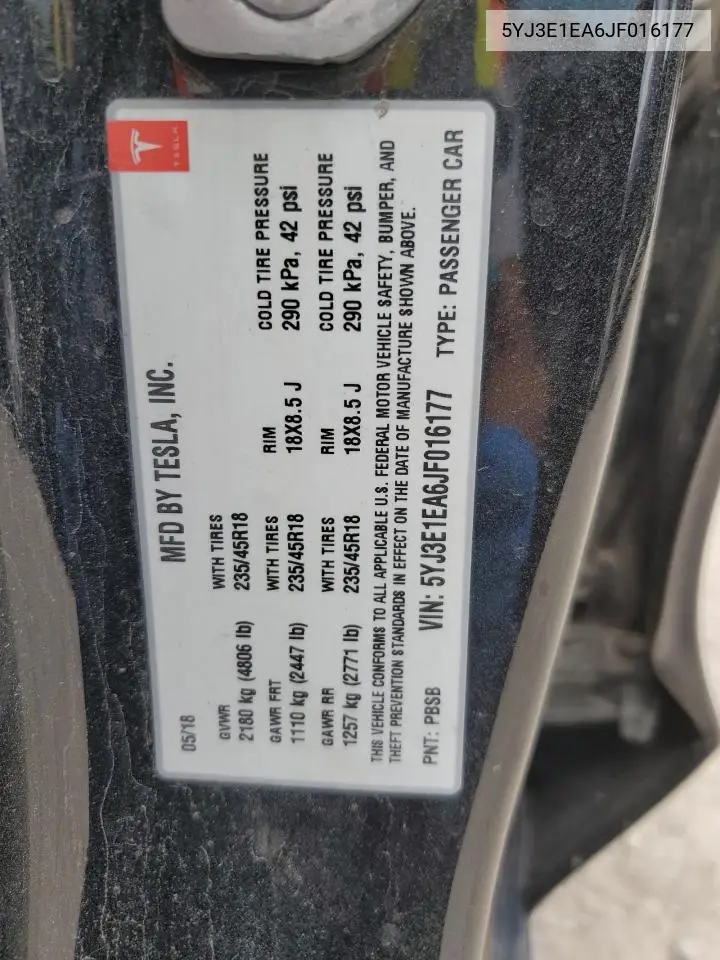 5YJ3E1EA6JF016177
TESLA
MFD BY TESLA, INC.
05/18
GVWR WITH TIRES
2180 kg (4806 lb) 235/45R18
GAWR FRT WITH TIRES RIM COLD TIRE PRESSURE
1110 kg (2447 lb) 235/45R18 18X8.5 J 290 kPa, 42 psi
GAWR RR WITH TIRES RIM COLD TIRE PRESSURE
1257 kg (2771 lb) 235/45R18 18X8.5 J 290 kPa, 42 psi
THIS VEHICLE CONFORMS TO ALL APPLICABLE U.S. FEDERAL MOTOR VEHICLE SAFETY, BUMPER, AND
THEFT PREVENTION STANDARDS IN EFFECT ON THE DATE OF MANUFACTURE SHOWN ABOVE.
PNT: PBSB VIN: 5YJ3E1EA6JF016177 TYPE: PASSENGER CAR